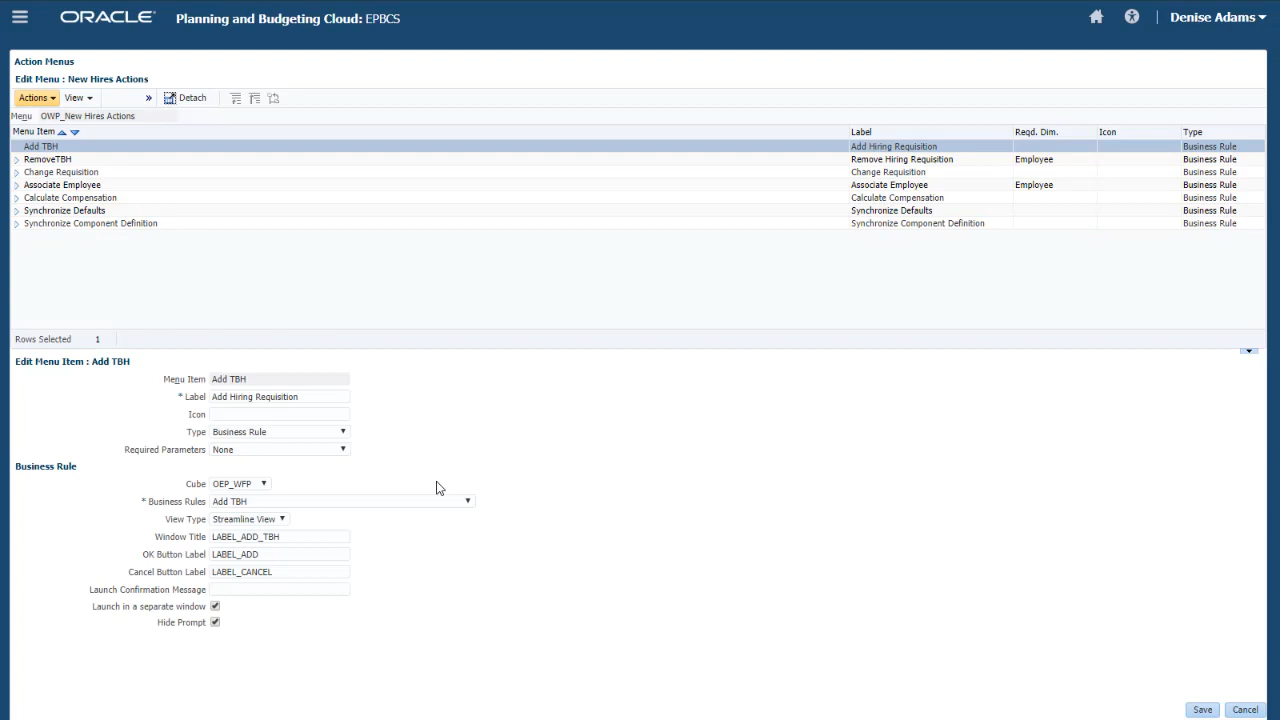 ORACLE Planning and Budgeting Cloud: EPBCS Denise Adams
Action Menus
Edit Menu : New Hires Actions
Actions View » Detach
Menu OWP_New Hires Actions
Menu Item Label Reqd. Dim. Icon Type
Add TBH Add Hiring Requisition Business Rule
RemoveTBH Remove Hiring Requisition Employee Business Rule
Change Requisition Change Requisition Business Rule
Associate Employee Associate Employee Employee Business Rule
Calculate Compensation Calculate Compensation Business Rule
Synchronize Defaults Synchronize Defaults Business Rule
Synchronize Component Definition Synchronize Component Definition Business Rule
Rows Selected 1
Edit Menu Item : Add TBH
Menu Item Add TBH
* Label Add Hiring Requisition
Icon
Type Business Rule
Required Parameters None
Business Rule
Cube OEP_WFP
* Business Rules Add TBH
View Type Streamline View
Window Title LABEL_ADD_TBH
OK Button Label LABEL_ADD
Cancel Button Label LABEL_CANCEL
Launch Confirmation Message
Launch in a separate window
Hide Prompt
Save Cancel